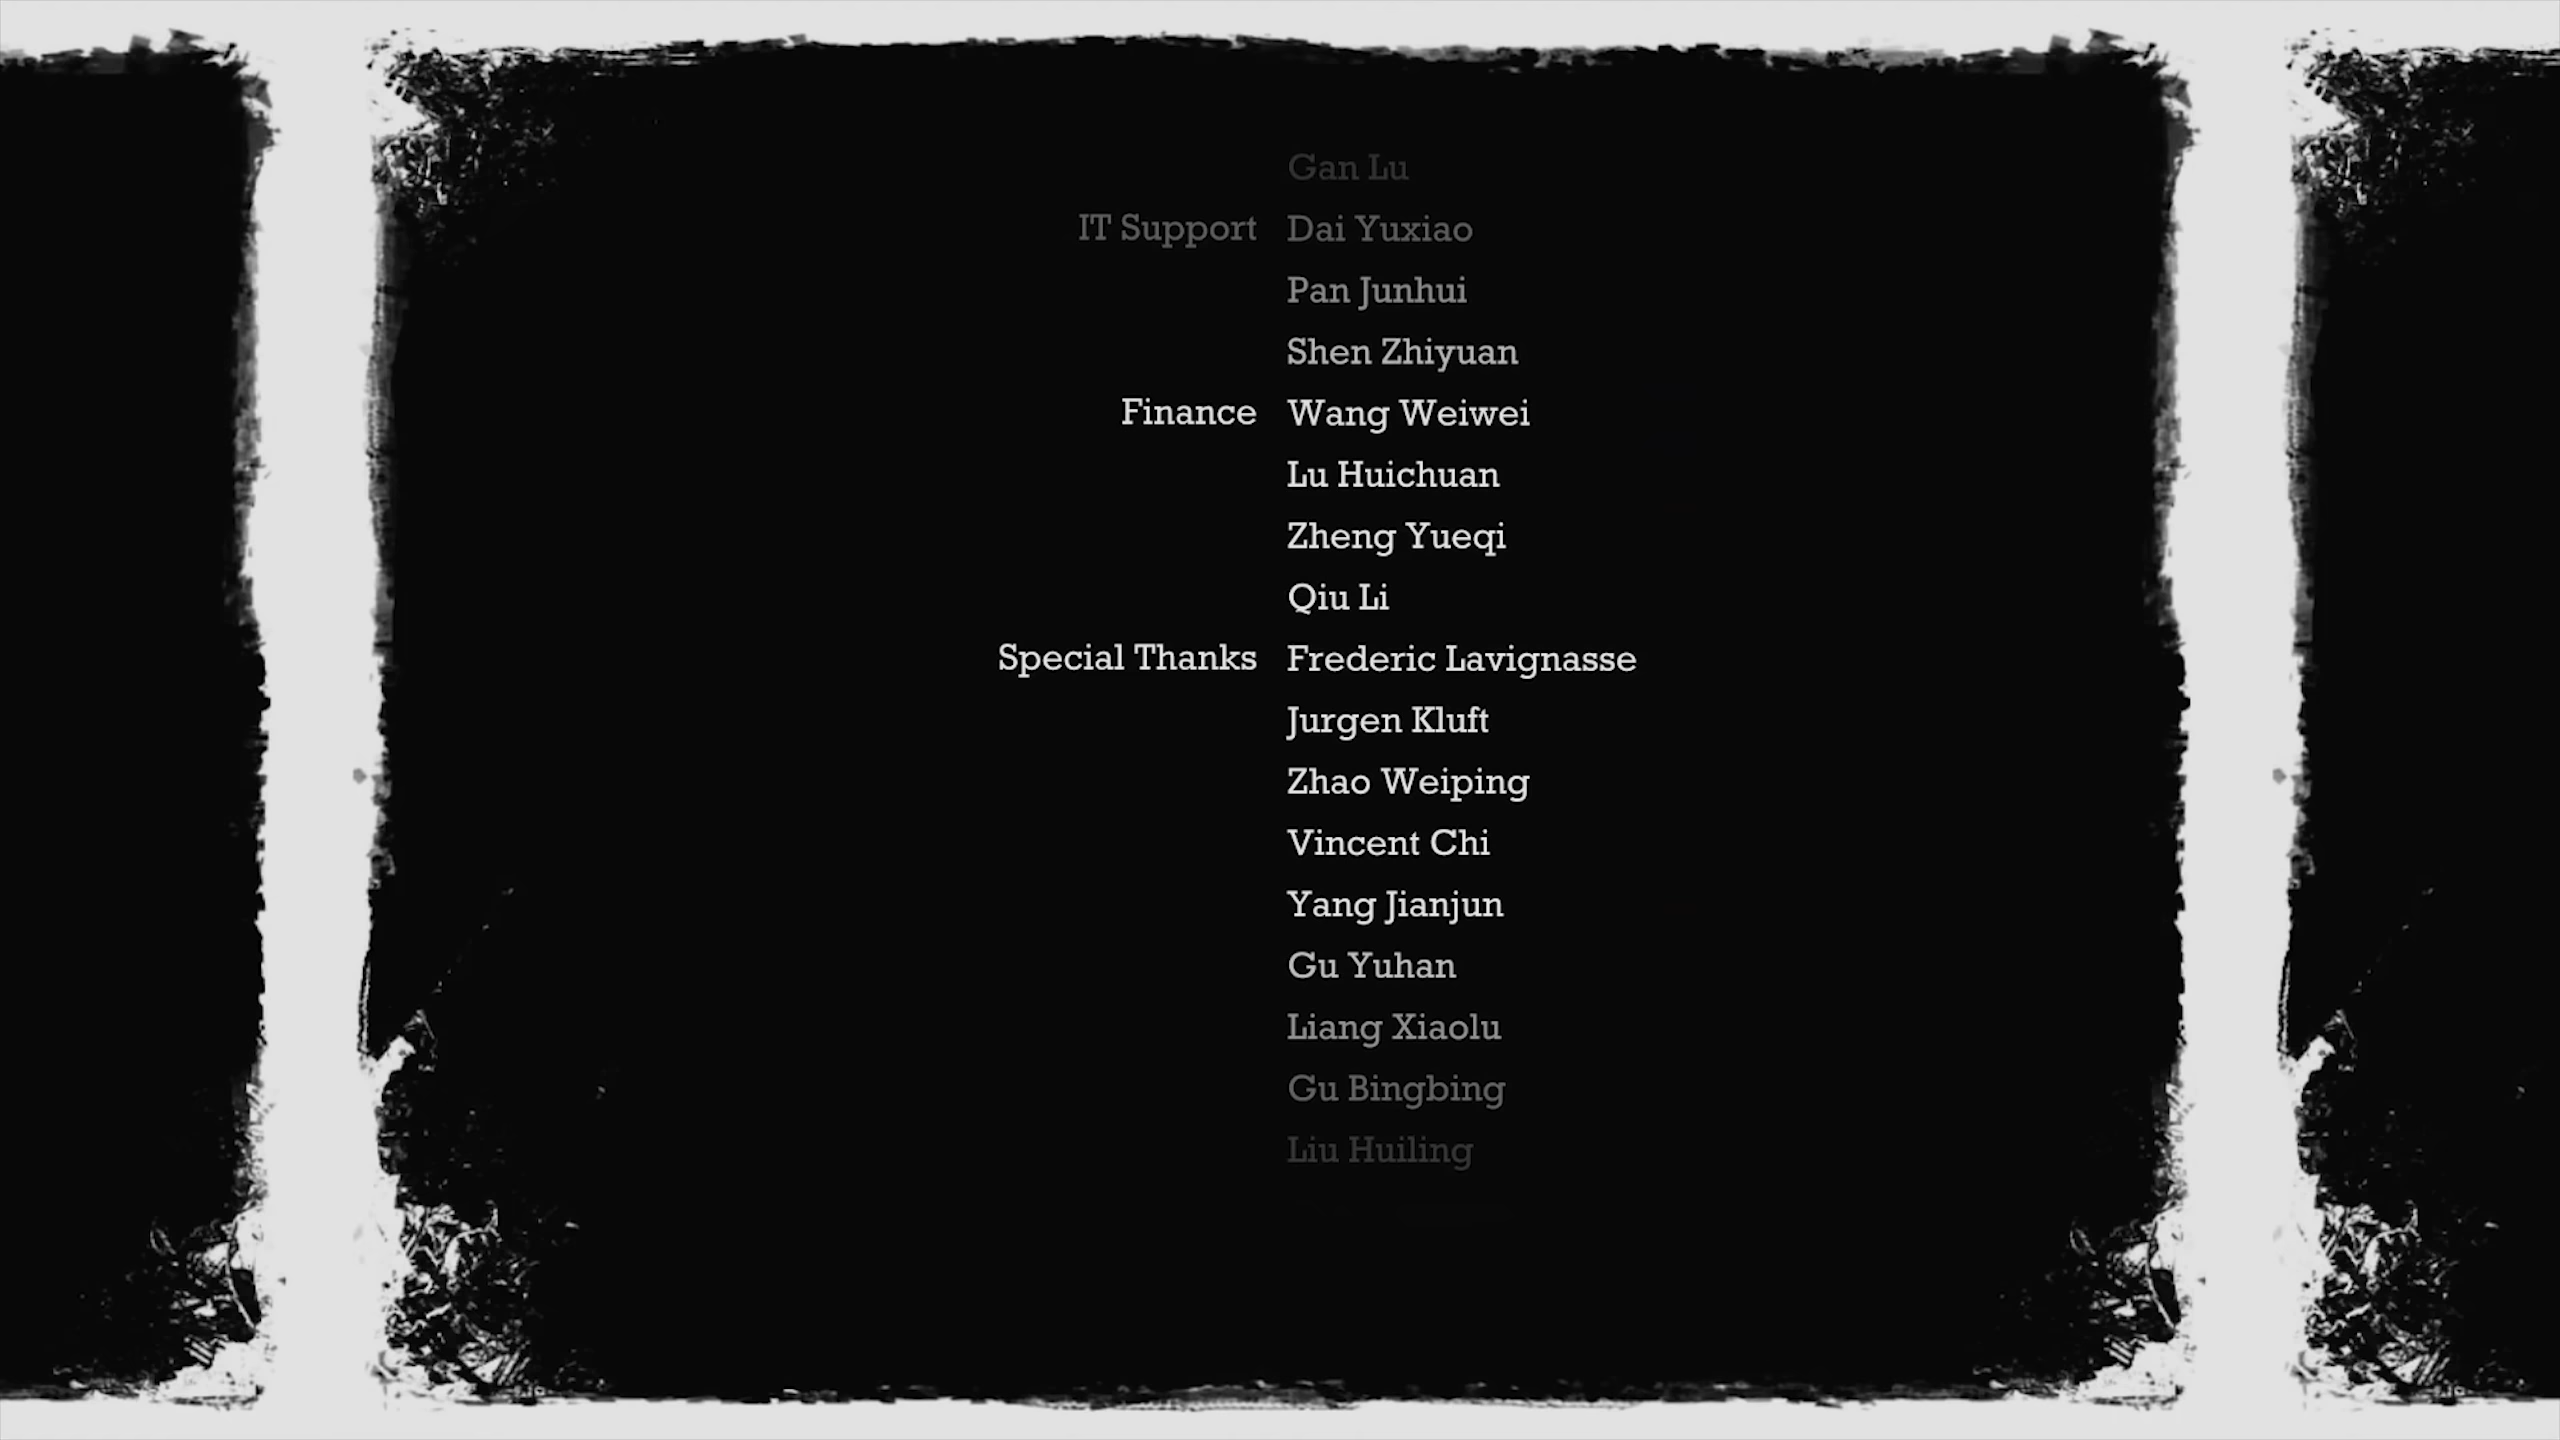 Gan Lu
IT Support Dai Yuxiao
Pan Junhui
Shen Zhiyuan
Finance Wang Weiwei
Lu Huichuan
Zheng Yueqi
Qiu Li
Special Thanks Frederic Lavignasse
Jurgen Kluft
Zhao Weiping
Vincent Chi
Yang Jianjun
Gu Yuhan
Liang Xiaolu
Gu Bingbing
Liu Huiling